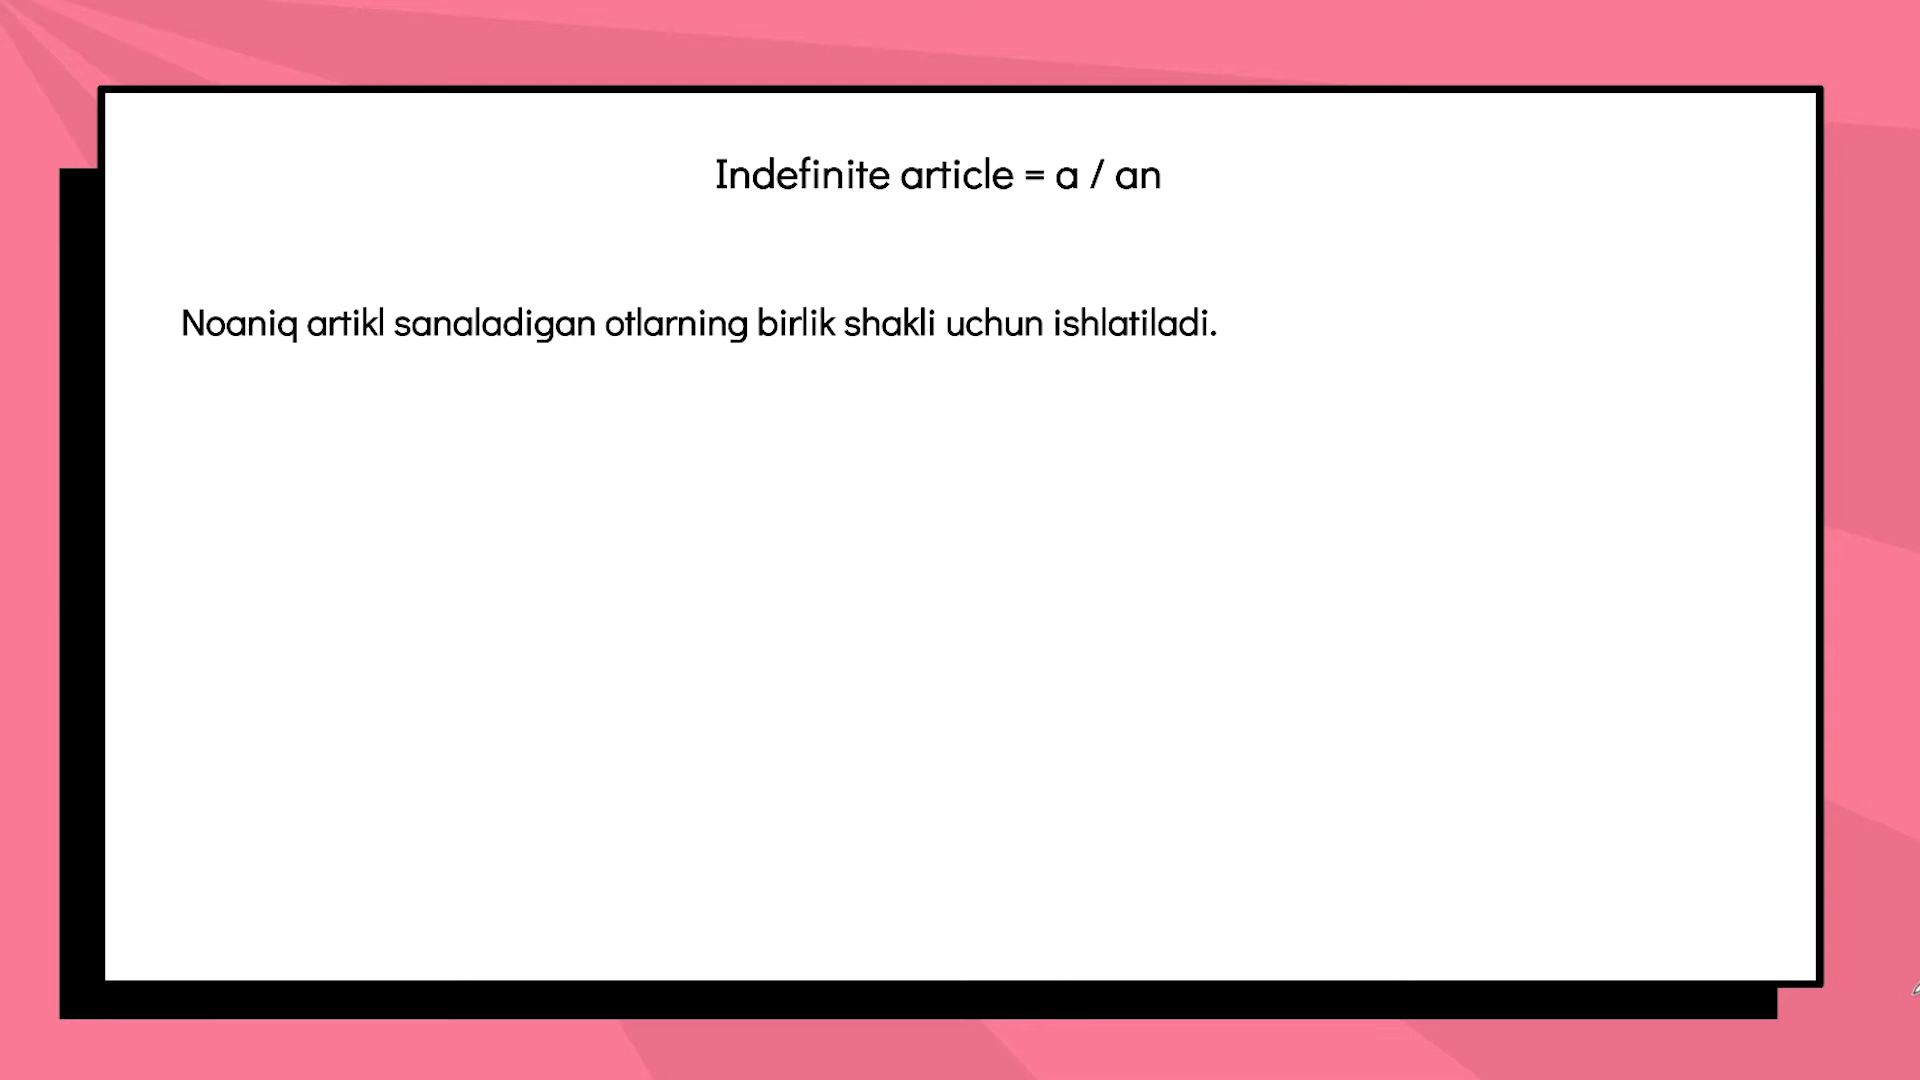 Indefinite article = a / an
Noaniq artikl sanaladigan otlarning birlik shakli uchun ishlatiladi.